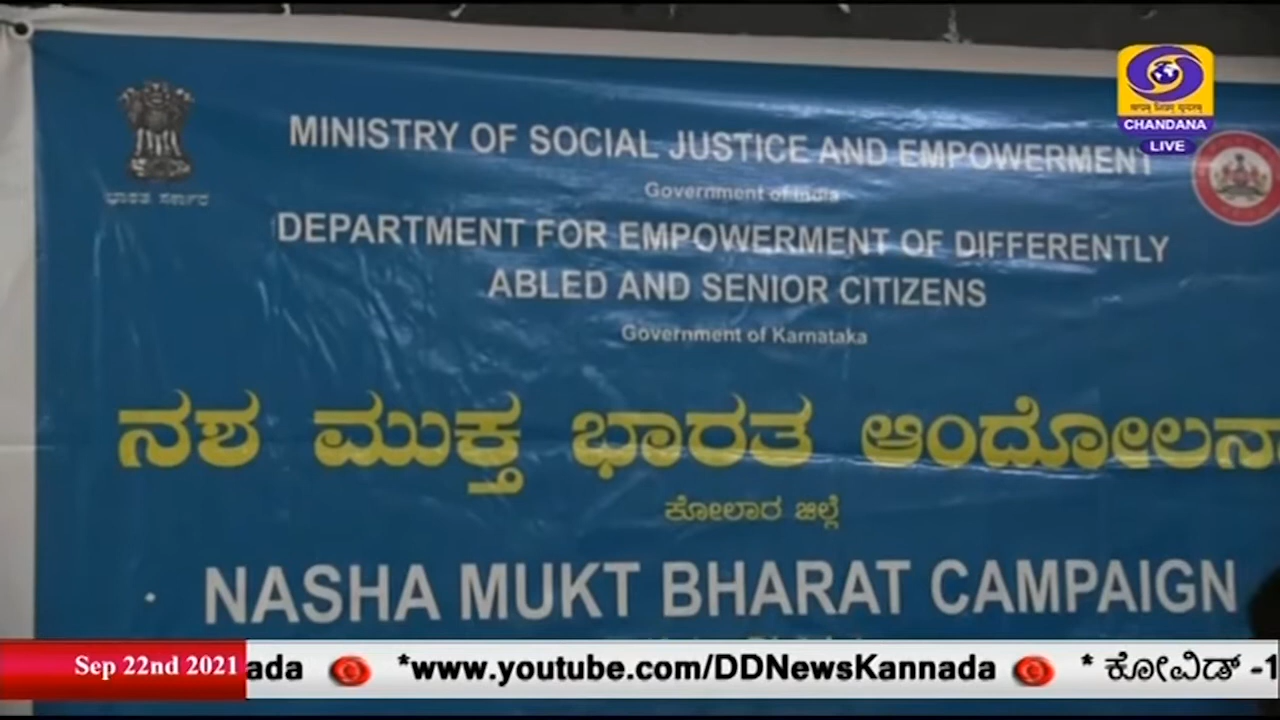 CHANDANA
LIVE
MINISTRY OF SOCIAL JUSTICE AND EMPOWERMENT
Government of India
ಭಾರತ ಸರ್ಕಾರ
DEPARTMENT FOR EMPOWERMENT OF DIFFERENTLY
ABLED AND SENIOR CITIZENS
Government of Karnataka
ನಶ ಮುಕ್ತ ಭಾರತ ಆಂದೋಲನಾ
ಕೋಲಾರ ಜಿಲ್ಲೆ
NASHA MUKT BHARAT CAMPAIGN
Sep 22nd 2021 ada *www.youtube.com/DDNewsKannada * ಕೋವಿಡ್ -1